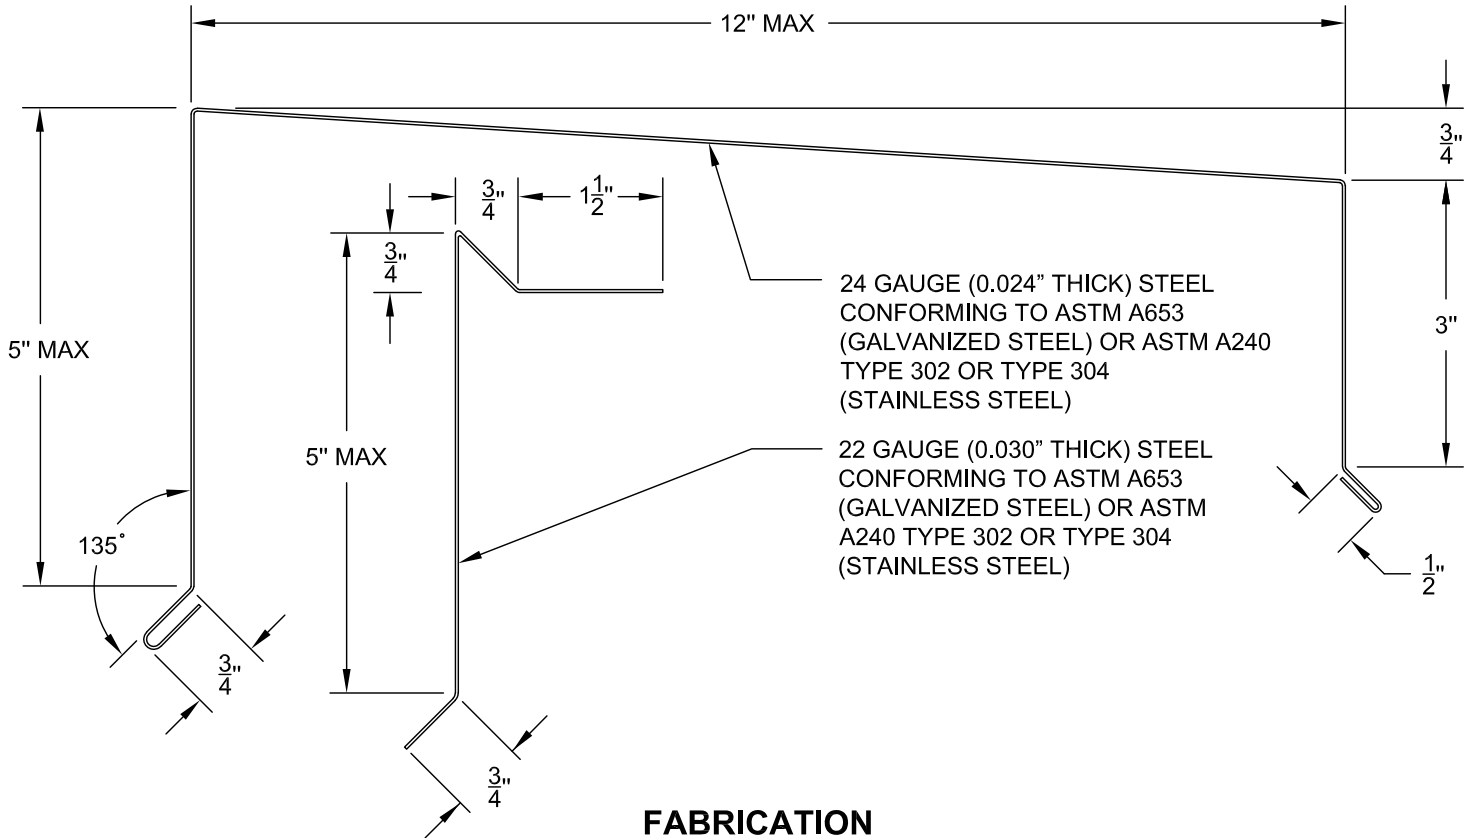 12" MAX
3/4"
3/4"
1 1/2"
3/4"
5" MAX
24 GAUGE (0.024” THICK) STEEL
CONFORMING TO ASTM A653
(GALVANIZED STEEL) OR ASTM A240
TYPE 302 OR TYPE 304
(STAINLESS STEEL)
3"
5" MAX
22 GAUGE (0.030” THICK) STEEL
CONFORMING TO ASTM A653
(GALVANIZED STEEL) OR ASTM
A240 TYPE 302 OR TYPE 304
(STAINLESS STEEL)
135°
1/2"
3/4"
3/4"
FABRICATION